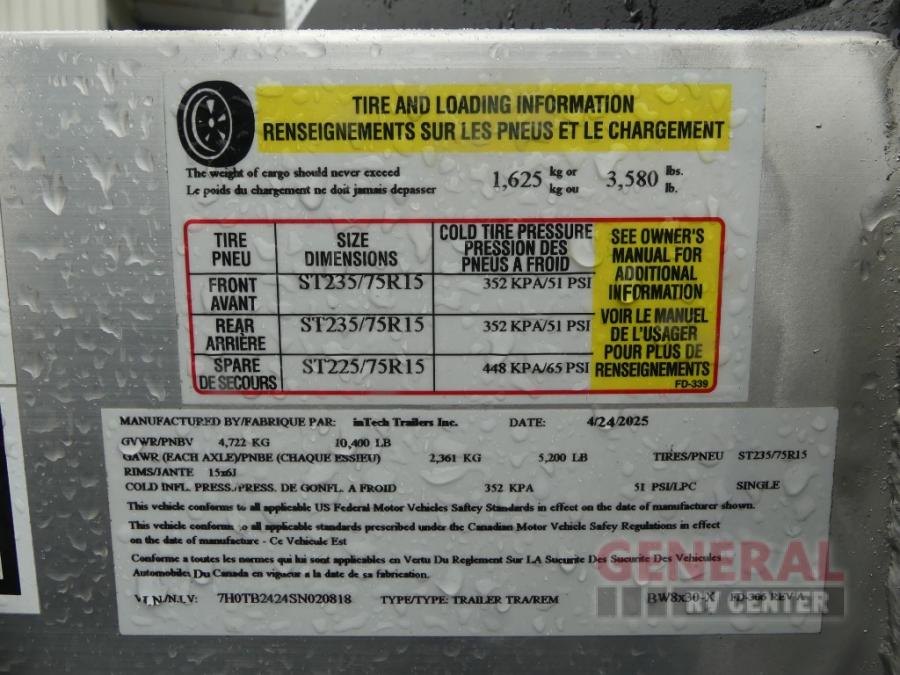 TIRE AND LOADING INFORMATION
RENSEIGNEMENTS SUR LES PNEUS ET LE CHARGEMENT
The weight of cargo should never exceed 1,625 kg or 3,580 lbs.
Le poids du chargement ne doit jamais depasser kg ou lb.
TIRE PNEU SIZE DIMENSIONS COLD TIRE PRESSURE PRESSION DES PNEUS A FROID
FRONT AVANT ST235/75R15 352 KPA/51 PSI
REAR ARRIÈRE ST235/75R15 352 KPA/51 PSI
SPARE DE SECOURS ST225/75R15 448 KPA/65 PSI
SEE OWNER'S
MANUAL FOR
ADDITIONAL
INFORMATION
VOIR LE MANUEL
DE L'USAGER
POUR PLUS DE
RENSEIGNEMENTS
FD-339
MANUFACTURED BY/FABRIQUE PAR: inTech Trailers Inc. DATE: 4/24/2025
GVWR/PNBV 4,722 KG 10,400 LB
GAWR (EACH AXLE)/PNBE (CHAQUE ESSIEU) 2,361 KG 5,200 LB TIRES/PNEU ST235/75R15
RIMS/JANTE 15x6J
COLD INFL. PRESS./PRESS. DE GONFL. A FROID 352 KPA 51 PSI/LPC SINGLE
This vehicle conforms to all applicable US Federal Motor Vehicles Saftey Standards in effect on the date of manufacturer shown.
This vehicle conforms to all applicable standards prescribed under the Canadian Motor Vehicle Safey Regulations in effect
on the date of manufacture - Ce Vehicule Est
Conforme a toutes les normes qui lui sont applicables en Vertu Du Reglement Sur LA Sucurite Des Sucurite Des Vehicules
Automobiles Du Canada en vigueur a la date de sa fabrication.
V.I.N./N.I.V: 7H0TB2424SN020818 TYPE/TYPE: TRAILER TRA/REM BW8x30-X FD-306 REV A
GENERAL
RV CENTER